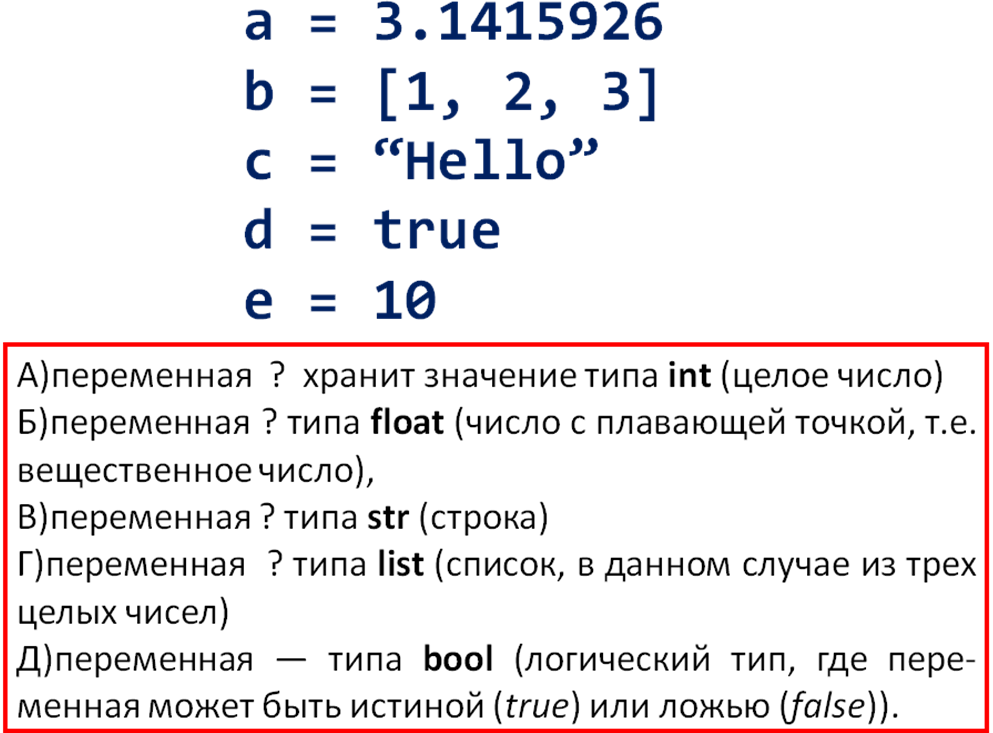 a = 3.1415926
b = [1, 2, 3]
c = “Hello”
d = true
e = 10
А)переменная ? хранит значение типа int (целое число)
Б)переменная ? типа float (число с плавающей точкой, т.е.
вещественное число),
В)переменная ? типа str (строка)
Г)переменная ? типа list (список, в данном случае из трех
целых чисел)
Д)переменная — типа bool (логический тип, где пере-
менная может быть истиной (true) или ложью (false)).